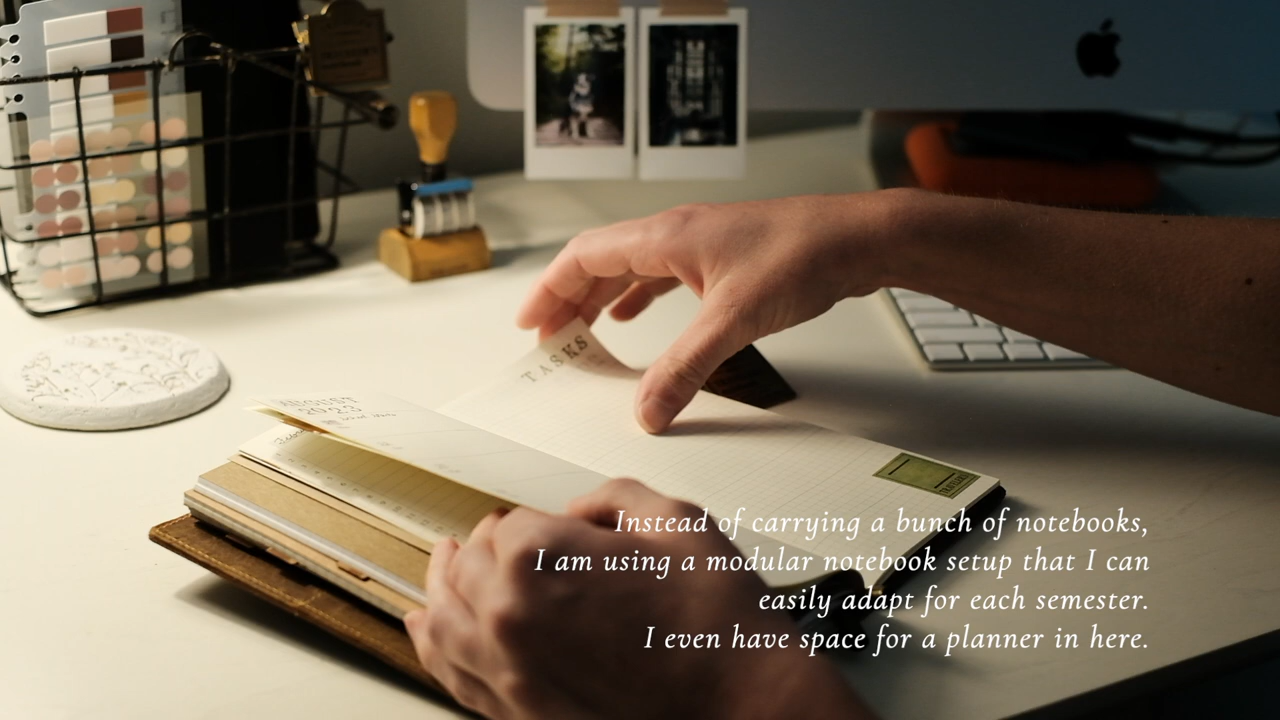 TASKS
AUGUST
2023
Instead of carrying a bunch of notebooks,
I am using a modular notebook setup that I can
easily adapt for each semester.
I even have space for a planner in here.